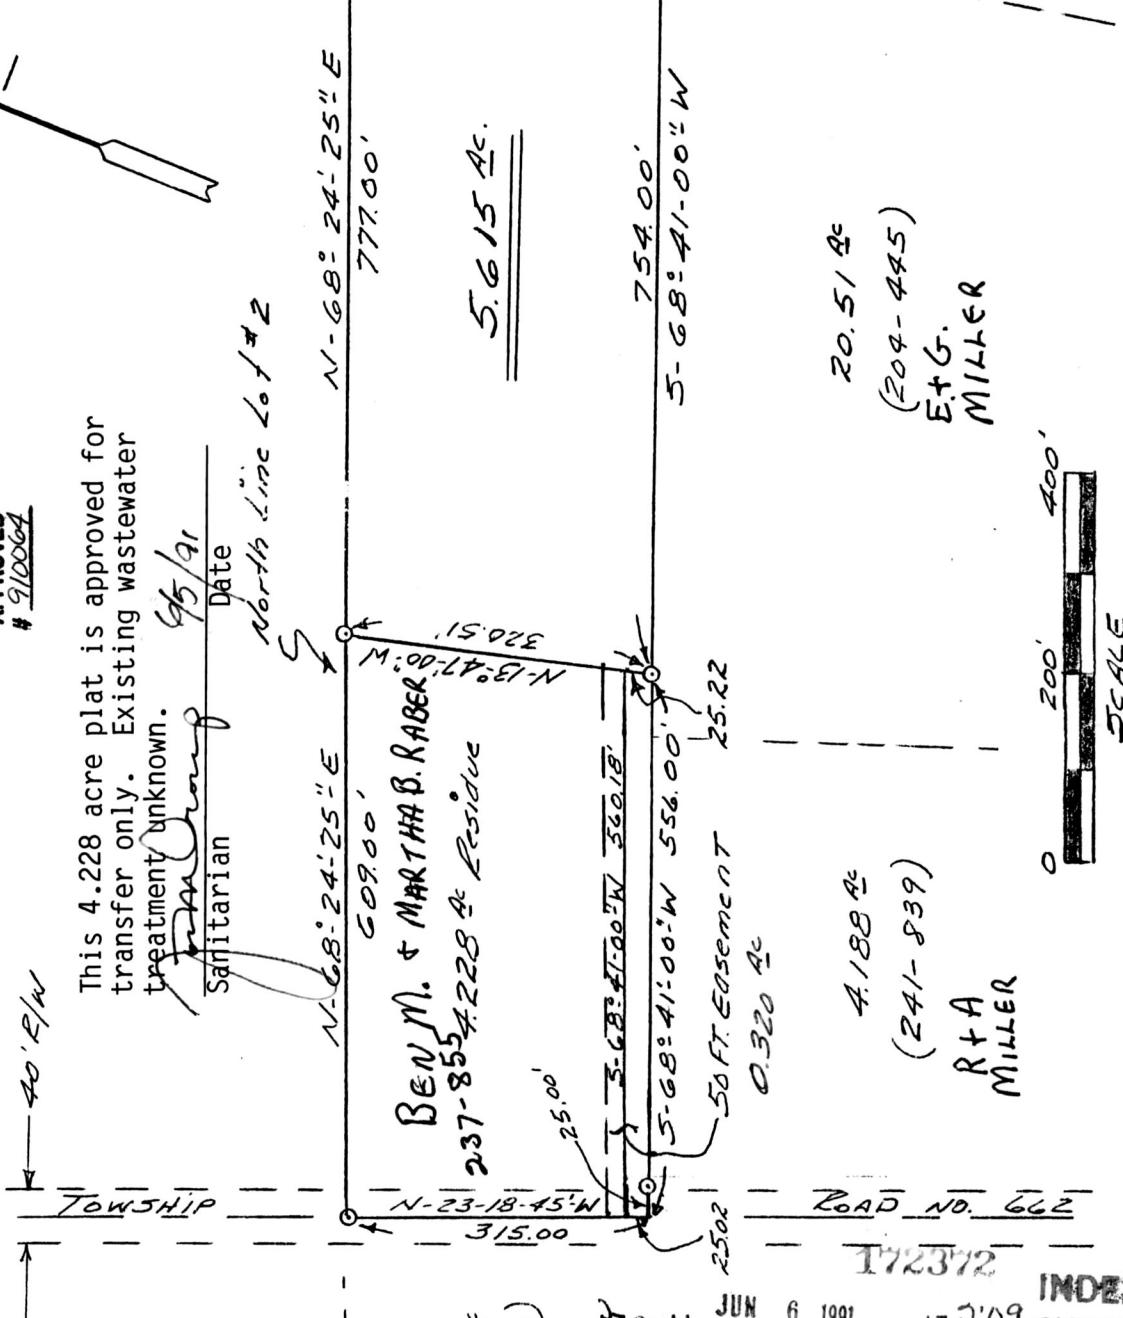 # 910064
This 4.228 acre plat is approved for
transfer only. Existing wastewater
treatment unknown.
6/5/91
Sanitarian Date
North Line Lot #2
N-68°-24'-25" E
777.00'
5.615 Ac.
754.00'
S-68°-41-00" W
20.51 Ac
(204-445)
E+G.
MILLER
N-13°-47'-00" W
320.51'
N-68°-24'-25" E
609.00'
BEN M. + MARTHA B. RABER
237-855
4.228 Ac Residue
S-68°-41-00" W 560.18'
S-68°-41-00" W 556.00'
25.22
50 FT. Easement
0.320 Ac
4.188 Ac
(241-839)
R+A
MILLER
0 200' 400'
SCALE
40' R/W
25.00'
TOWSHIP
N-23-18-45" W
315.00
25.02
ROAD NO. 662
172372
JUN 6 1991